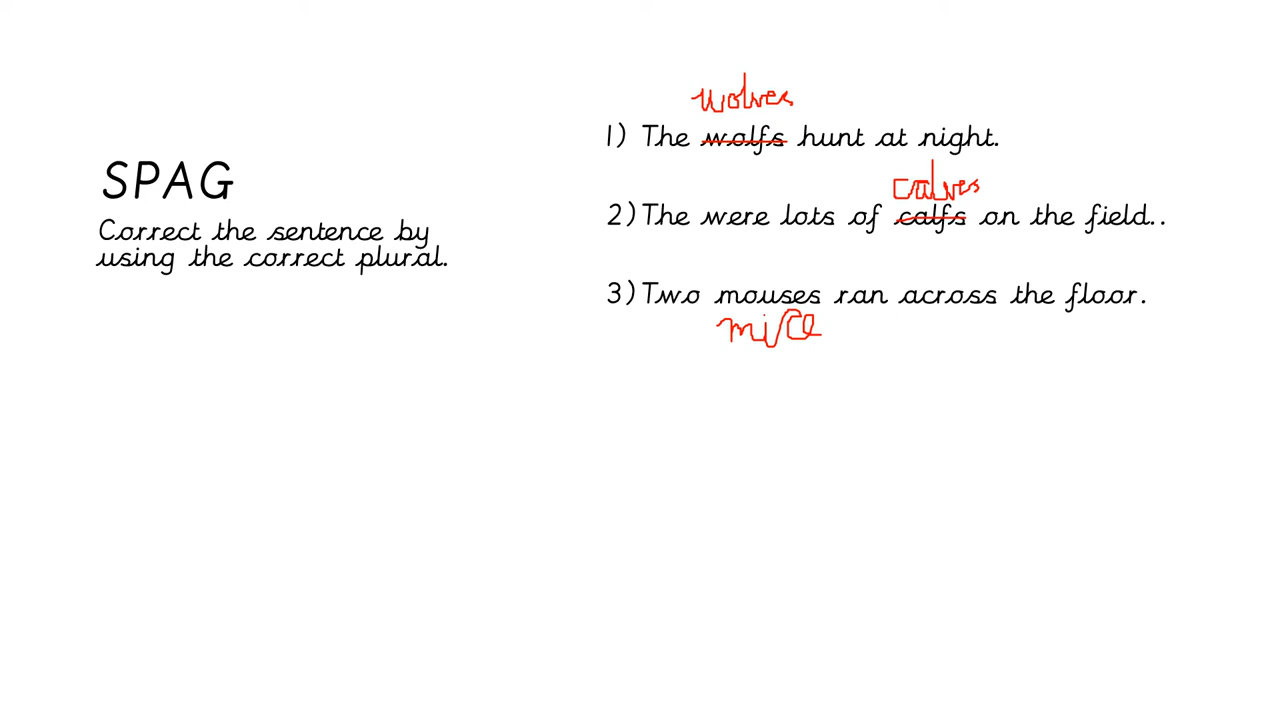 SPAG
Correct the sentence by
using the correct plural.
wolves
1) The wolfs hunt at night.
calves
2) The were lots of calfs on the field..
3) Two mouses ran across the floor.
mice